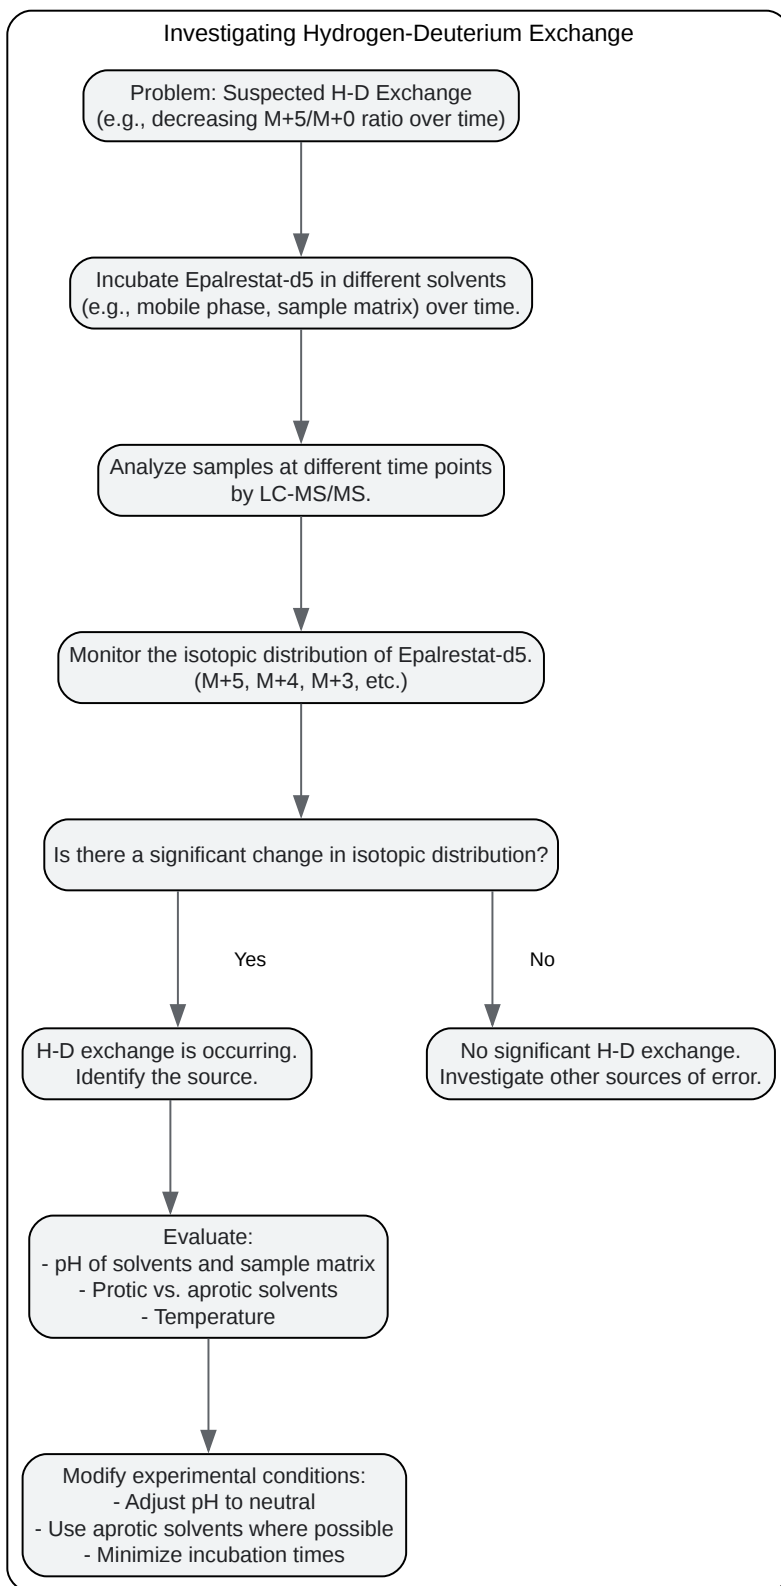 Investigating Hydrogen-Deuterium Exchange
Problem: Suspected H-D Exchange
(e.g., decreasing M+5/M+0 ratio over time)
Incubate Epalrestat-d5 in different solvents
(e.g., mobile phase, sample matrix) over time.
Analyze samples at different time points
by LC-MS/MS.
Monitor the isotopic distribution of Epalrestat-d5.
(M+5, M+4, M+3, etc.)
Is there a significant change in isotopic distribution?
Yes
No
H-D exchange is occurring.
Identify the source.
No significant H-D exchange.
Investigate other sources of error.
Evaluate:
- pH of solvents and sample matrix
- Protic vs. aprotic solvents
- Temperature
Modify experimental conditions:
- Adjust pH to neutral
- Use aprotic solvents where possible
- Minimize incubation times